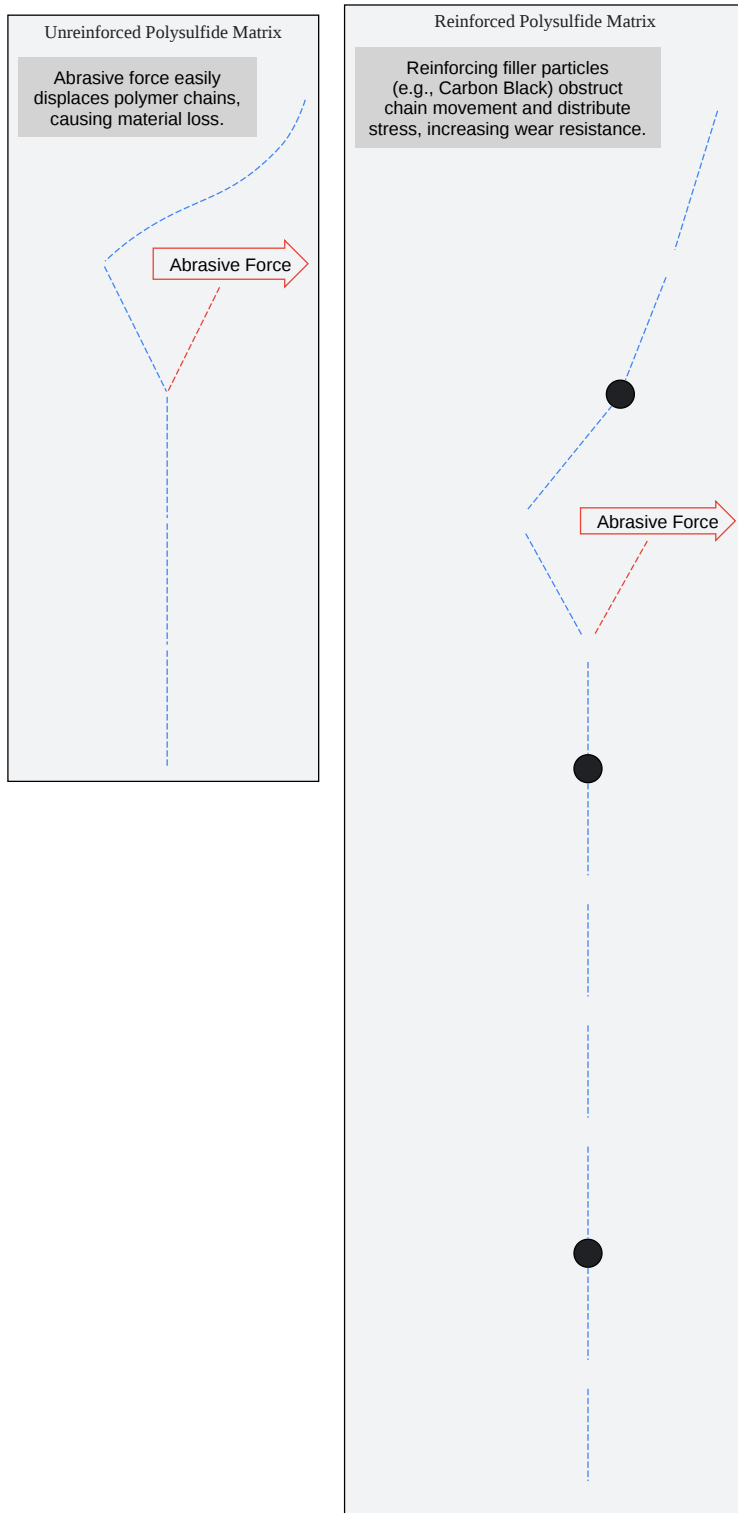 Unreinforced Polysulfide Matrix
Abrasive force easily
displaces polymer chains,
causing material loss.
Abrasive Force
Reinforced Polysulfide Matrix
Reinforcing filler particles
(e.g., Carbon Black) obstruct
chain movement and distribute
stress, increasing wear resistance.
Abrasive Force